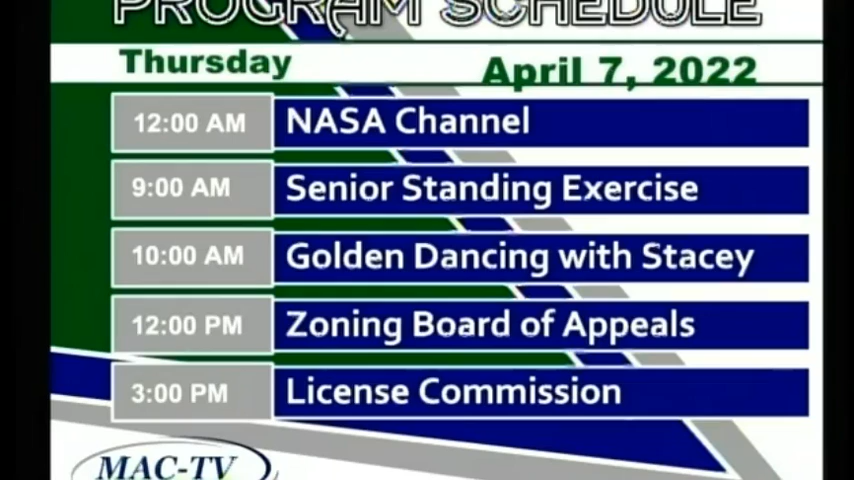 PROGRAM SCHEDULE
Thursday April 7, 2022
12:00 AM NASA Channel
9:00 AM Senior Standing Exercise
10:00 AM Golden Dancing with Stacey
12:00 PM Zoning Board of Appeals
3:00 PM License Commission
MAC-TV